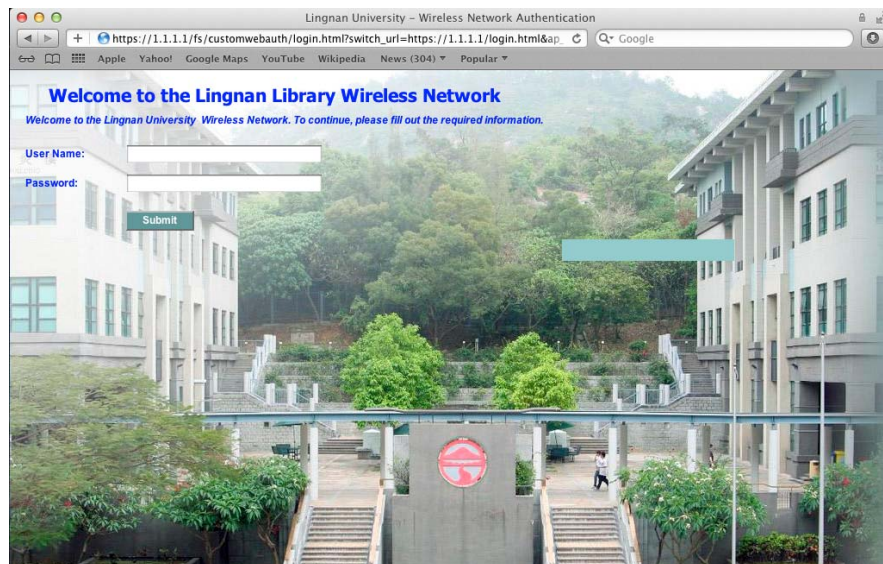 Lingnan University – Wireless Network Authentication
https://1.1.1.1/fs/customwebauth/login.html?switch_url=https://1.1.1.1/login.html&ap_
Google
Apple Yahoo! Google Maps YouTube Wikipedia News (304) Popular
Welcome to the Lingnan Library Wireless Network
Welcome to the Lingnan University Wireless Network. To continue, please fill out the required information.
User Name:
Password:
Submit